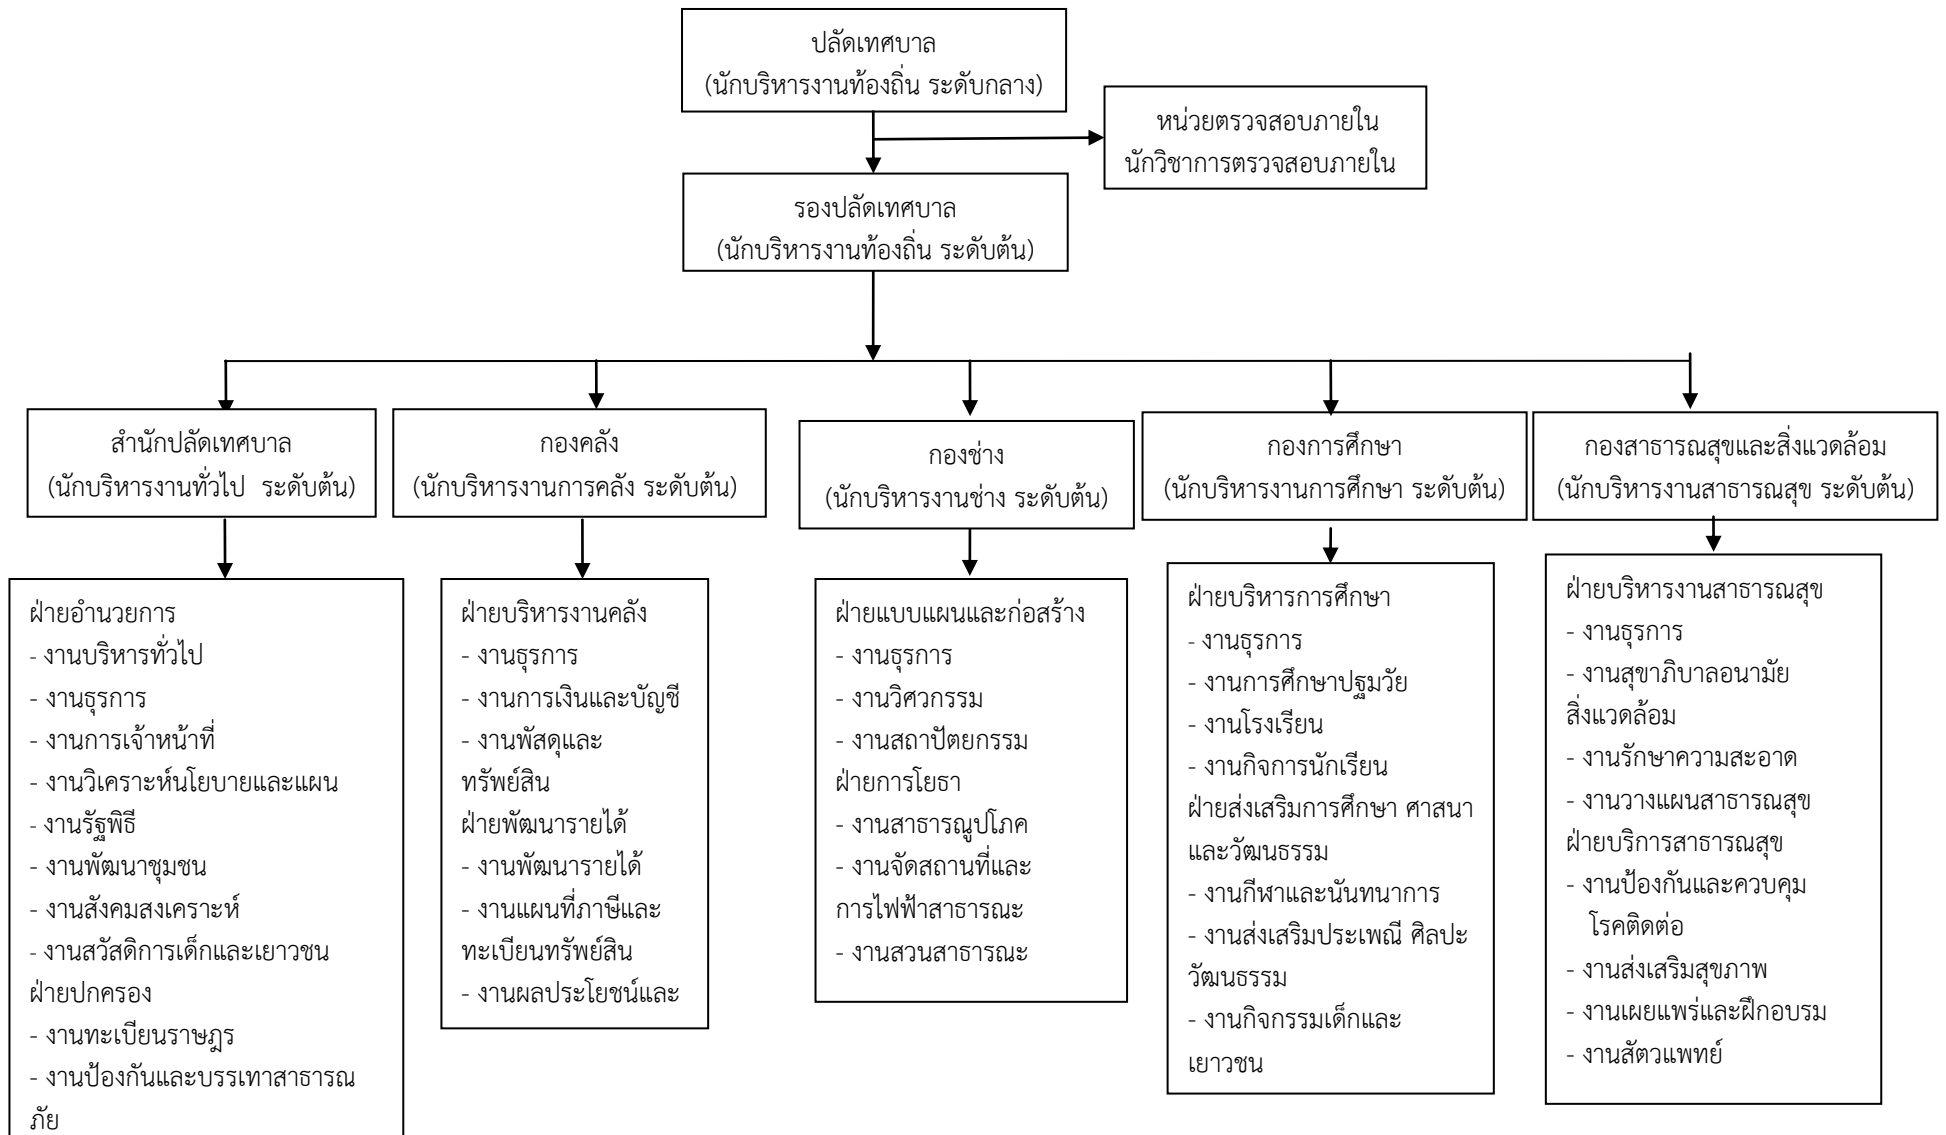 ปลัดเทศบาล
(นักบริหารงานท้องถิ่น ระดับกลาง)
หน่วยตรวจสอบภายใน
นักวิชาการตรวจสอบภายใน
รองปลัดเทศบาล
(นักบริหารงานท้องถิ่น ระดับต้น)
สำนักปลัดเทศบาล
(นักบริหารงานทั่วไป ระดับต้น)
กองคลัง
(นักบริหารงานการคลัง ระดับต้น)
กองช่าง
(นักบริหารงานช่าง ระดับต้น)
กองการศึกษา
(นักบริหารงานการศึกษา ระดับต้น)
กองสาธารณสุขและสิ่งแวดล้อม
(นักบริหารงานสาธารณสุข ระดับต้น)
ฝ่ายอำนวยการ
- งานบริหารทั่วไป
- งานธุรการ
- งานการเจ้าหน้าที่
- งานวิเคราะห์นโยบายและแผน
- งานรัฐพิธี
- งานพัฒนาชุมชน
- งานสังคมสงเคราะห์
- งานสวัสดิการเด็กและเยาวชน
ฝ่ายปกครอง
- งานทะเบียนราษฎร
- งานป้องกันและบรรเทาสาธารณ
ภัย
ฝ่ายบริหารงานคลัง
- งานธุรการ
- งานการเงินและบัญชี
- งานพัสดุและ
ทรัพย์สิน
ฝ่ายพัฒนารายได้
- งานพัฒนารายได้
- งานแผนที่ภาษีและ
ทะเบียนทรัพย์สิน
- งานผลประโยชน์และ
ฝ่ายแบบแผนและก่อสร้าง
- งานธุรการ
- งานวิศวกรรม
- งานสถาปัตยกรรม
ฝ่ายการโยธา
- งานสาธารณูปโภค
- งานจัดสถานที่และ
การไฟฟ้าสาธารณะ
- งานสวนสาธารณะ
ฝ่ายบริหารการศึกษา
- งานธุรการ
- งานการศึกษาปฐมวัย
- งานโรงเรียน
- งานกิจการนักเรียน
ฝ่ายส่งเสริมการศึกษา ศาสนา
และวัฒนธรรม
- งานกีฬาและนันทนาการ
- งานส่งเสริมประเพณี ศิลปะ
วัฒนธรรม
- งานกิจกรรมเด็กและ
เยาวชน
ฝ่ายบริหารงานสาธารณสุข
- งานธุรการ
- งานสุขาภิบาลอนามัย
สิ่งแวดล้อม
- งานรักษาความสะอาด
- งานวางแผนสาธารณสุข
ฝ่ายบริการสาธารณสุข
- งานป้องกันและควบคุม
โรคติดต่อ
- งานส่งเสริมสุขภาพ
- งานเผยแพร่และฝึกอบรม
- งานสัตวแพทย์